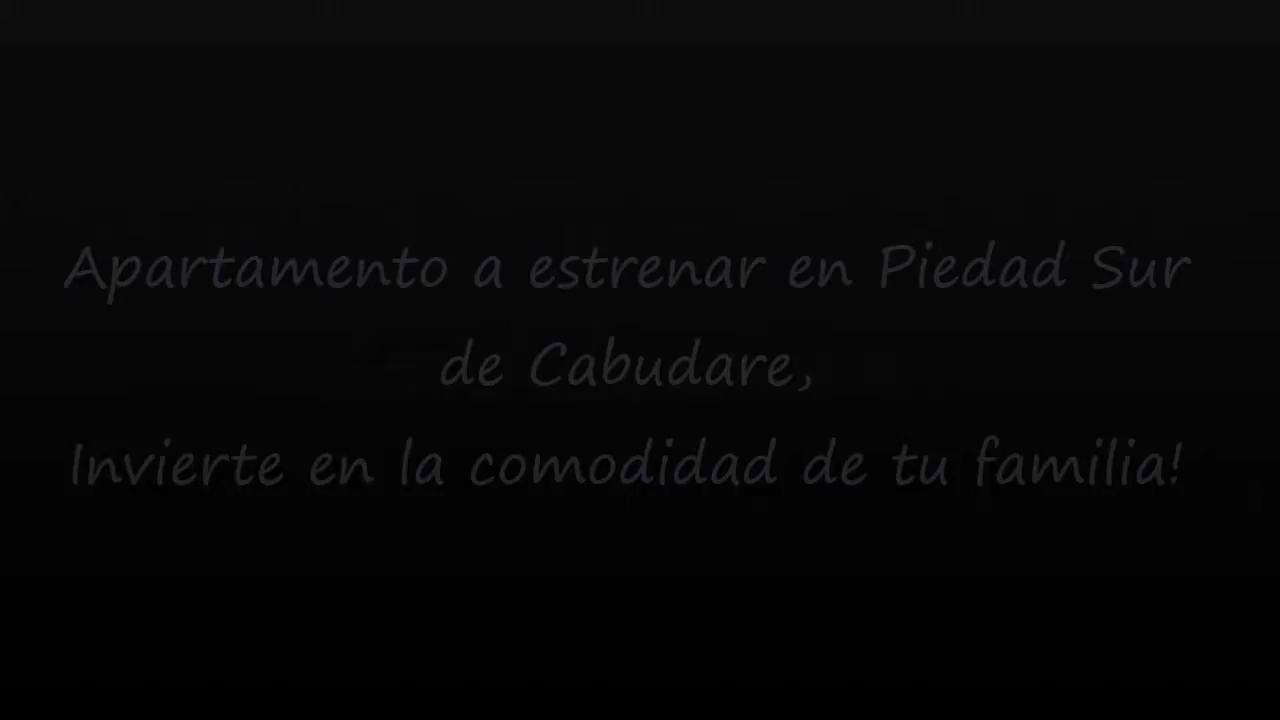 Apartamento a estrenar en Piedad Sur
de Cabudare,
Invierte en la comodidad de tu familia!